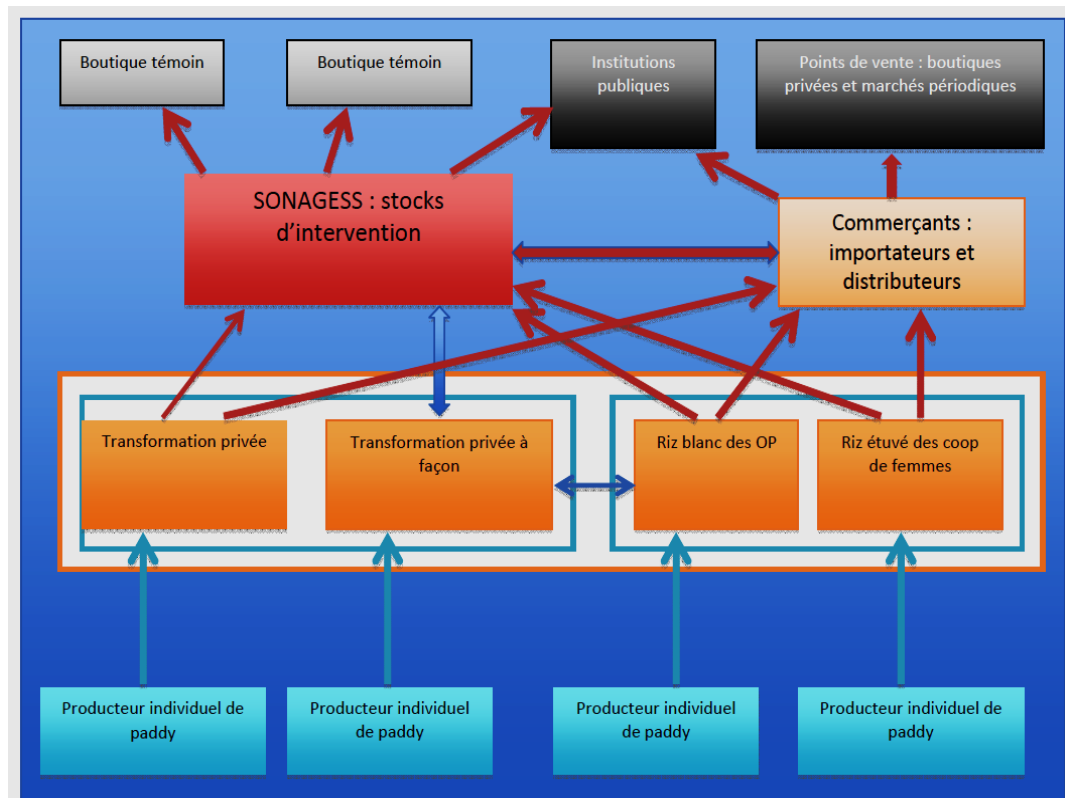 Boutique témoin
Boutique témoin
Institutions
publiques
Points de vente : boutiques
privées et marchés périodiques
SONAGESS : stocks
d’intervention
Commerçants :
importateurs et
distributeurs
Transformation privée
Transformation privée à
façon
Riz blanc des OP
Riz étuvé des coop
de femmes
Producteur individuel de
paddy
Producteur individuel
de paddy
Producteur individuel
de paddy
Producteur individuel de
paddy